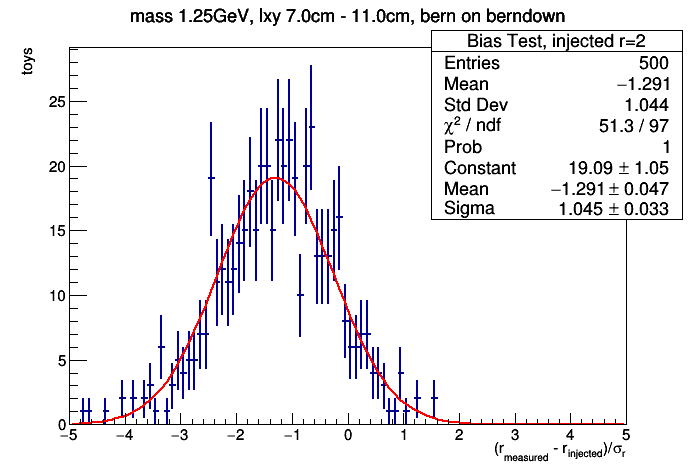 mass 1.25GeV, lxy 7.0cm - 11.0cm, bern on berndown
toys
Bias Test, injected r=2
Entries 500
Mean −1.291
Std Dev 1.044
χ² / ndf 51.3 / 97
Prob 1
Constant 19.09 ± 1.05
Mean −1.291 ± 0.047
Sigma 1.045 ± 0.033
25
20
15
10
5
0
−5 −4 −3 −2 −1 0 1 2 3 4 5
(r_measured - r_injected)/σ_r